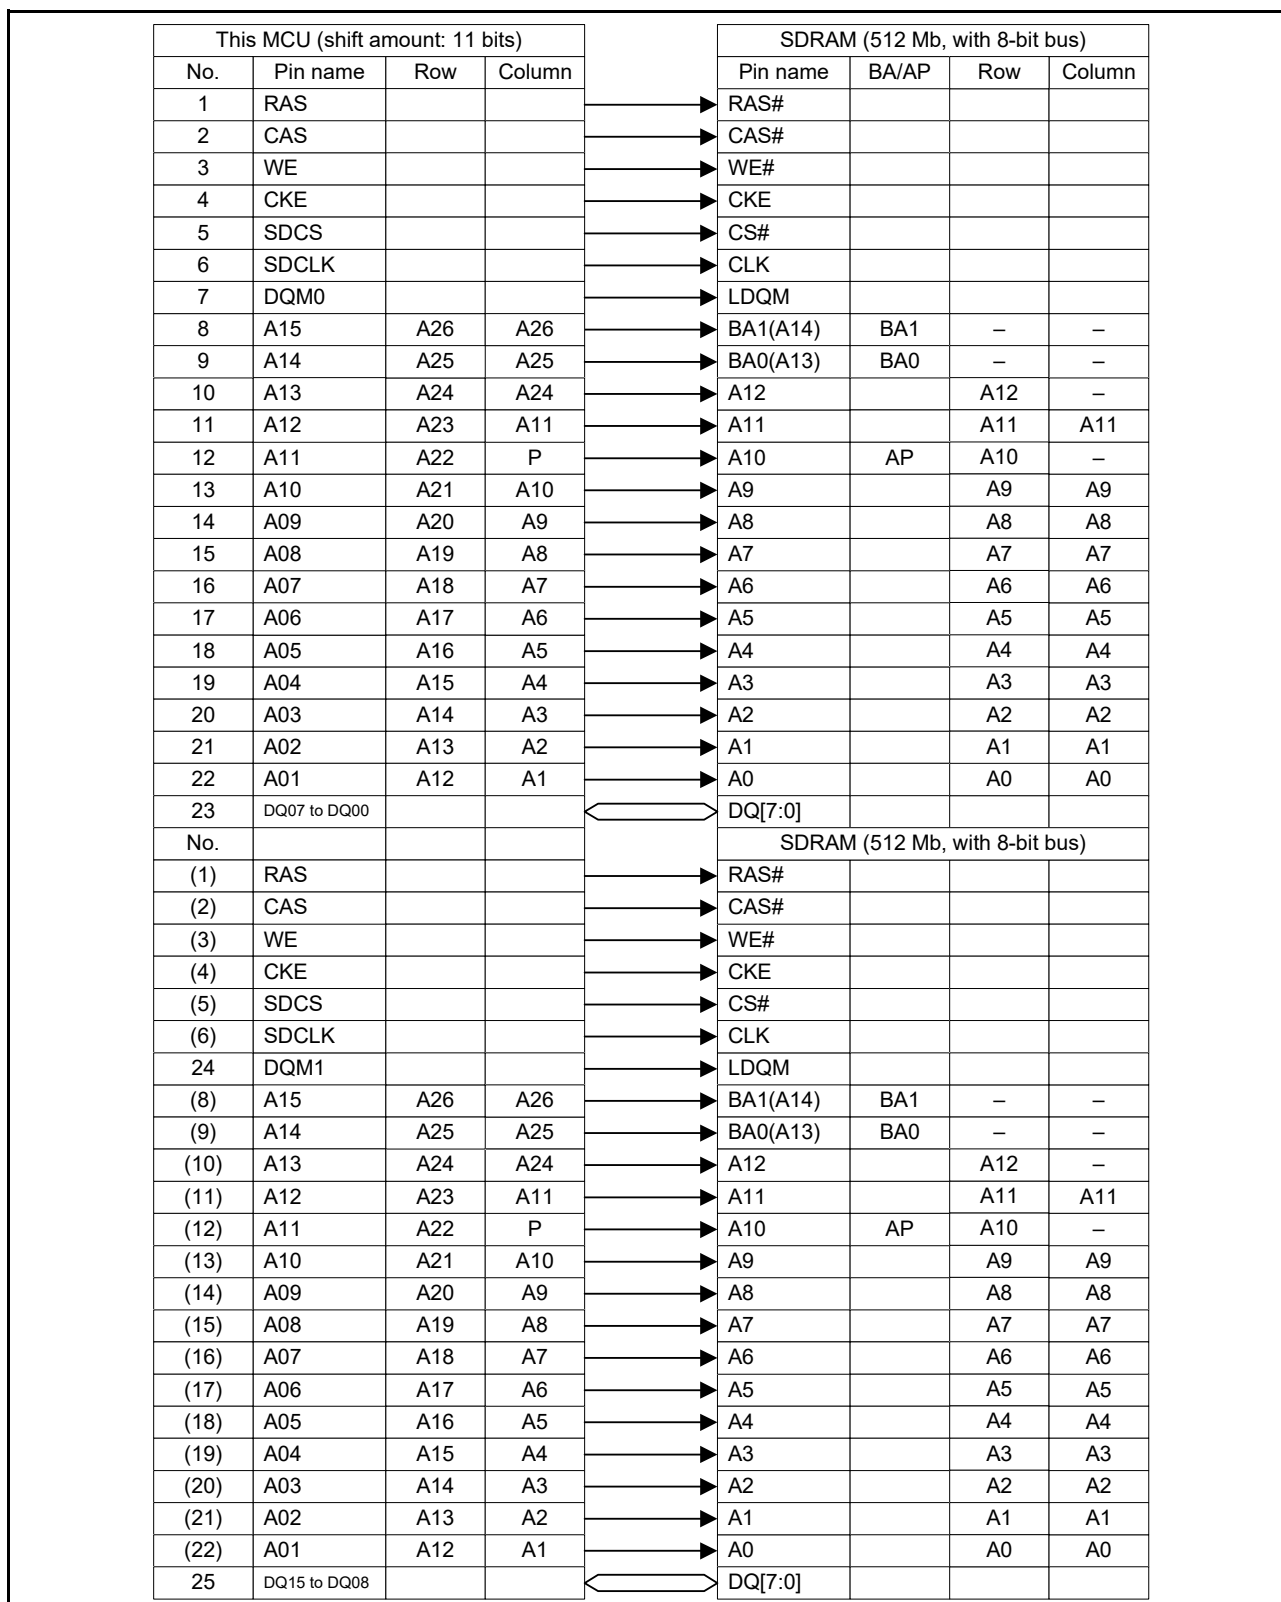 This MCU (shift amount: 11 bits) SDRAM (512 Mb, with 8-bit bus)
No. Pin name Row Column Pin name BA/AP Row Column
1 RAS RAS#
2 CAS CAS#
3 WE WE#
4 CKE CKE
5 SDCS CS#
6 SDCLK CLK
7 DQM0 LDQM
8 A15 A26 A26 BA1(A14) BA1 – –
9 A14 A25 A25 BA0(A13) BA0 – –
10 A13 A24 A24 A12 A12 –
11 A12 A23 A11 A11 A11 A11
12 A11 A22 P A10 AP A10 –
13 A10 A21 A10 A9 A9 A9
14 A09 A20 A9 A8 A8 A8
15 A08 A19 A8 A7 A7 A7
16 A07 A18 A7 A6 A6 A6
17 A06 A17 A6 A5 A5 A5
18 A05 A16 A5 A4 A4 A4
19 A04 A15 A4 A3 A3 A3
20 A03 A14 A3 A2 A2 A2
21 A02 A13 A2 A1 A1 A1
22 A01 A12 A1 A0 A0 A0
23 DQ07 to DQ00 DQ[7:0]
No. SDRAM (512 Mb, with 8-bit bus)
(1) RAS RAS#
(2) CAS CAS#
(3) WE WE#
(4) CKE CKE
(5) SDCS CS#
(6) SDCLK CLK
24 DQM1 LDQM
(8) A15 A26 A26 BA1(A14) BA1 – –
(9) A14 A25 A25 BA0(A13) BA0 – –
(10) A13 A24 A24 A12 A12 –
(11) A12 A23 A11 A11 A11 A11
(12) A11 A22 P A10 AP A10 –
(13) A10 A21 A10 A9 A9 A9
(14) A09 A20 A9 A8 A8 A8
(15) A08 A19 A8 A7 A7 A7
(16) A07 A18 A7 A6 A6 A6
(17) A06 A17 A6 A5 A5 A5
(18) A05 A16 A5 A4 A4 A4
(19) A04 A15 A4 A3 A3 A3
(20) A03 A14 A3 A2 A2 A2
(21) A02 A13 A2 A1 A1 A1
(22) A01 A12 A1 A0 A0 A0
25 DQ15 to DQ08 DQ[7:0]